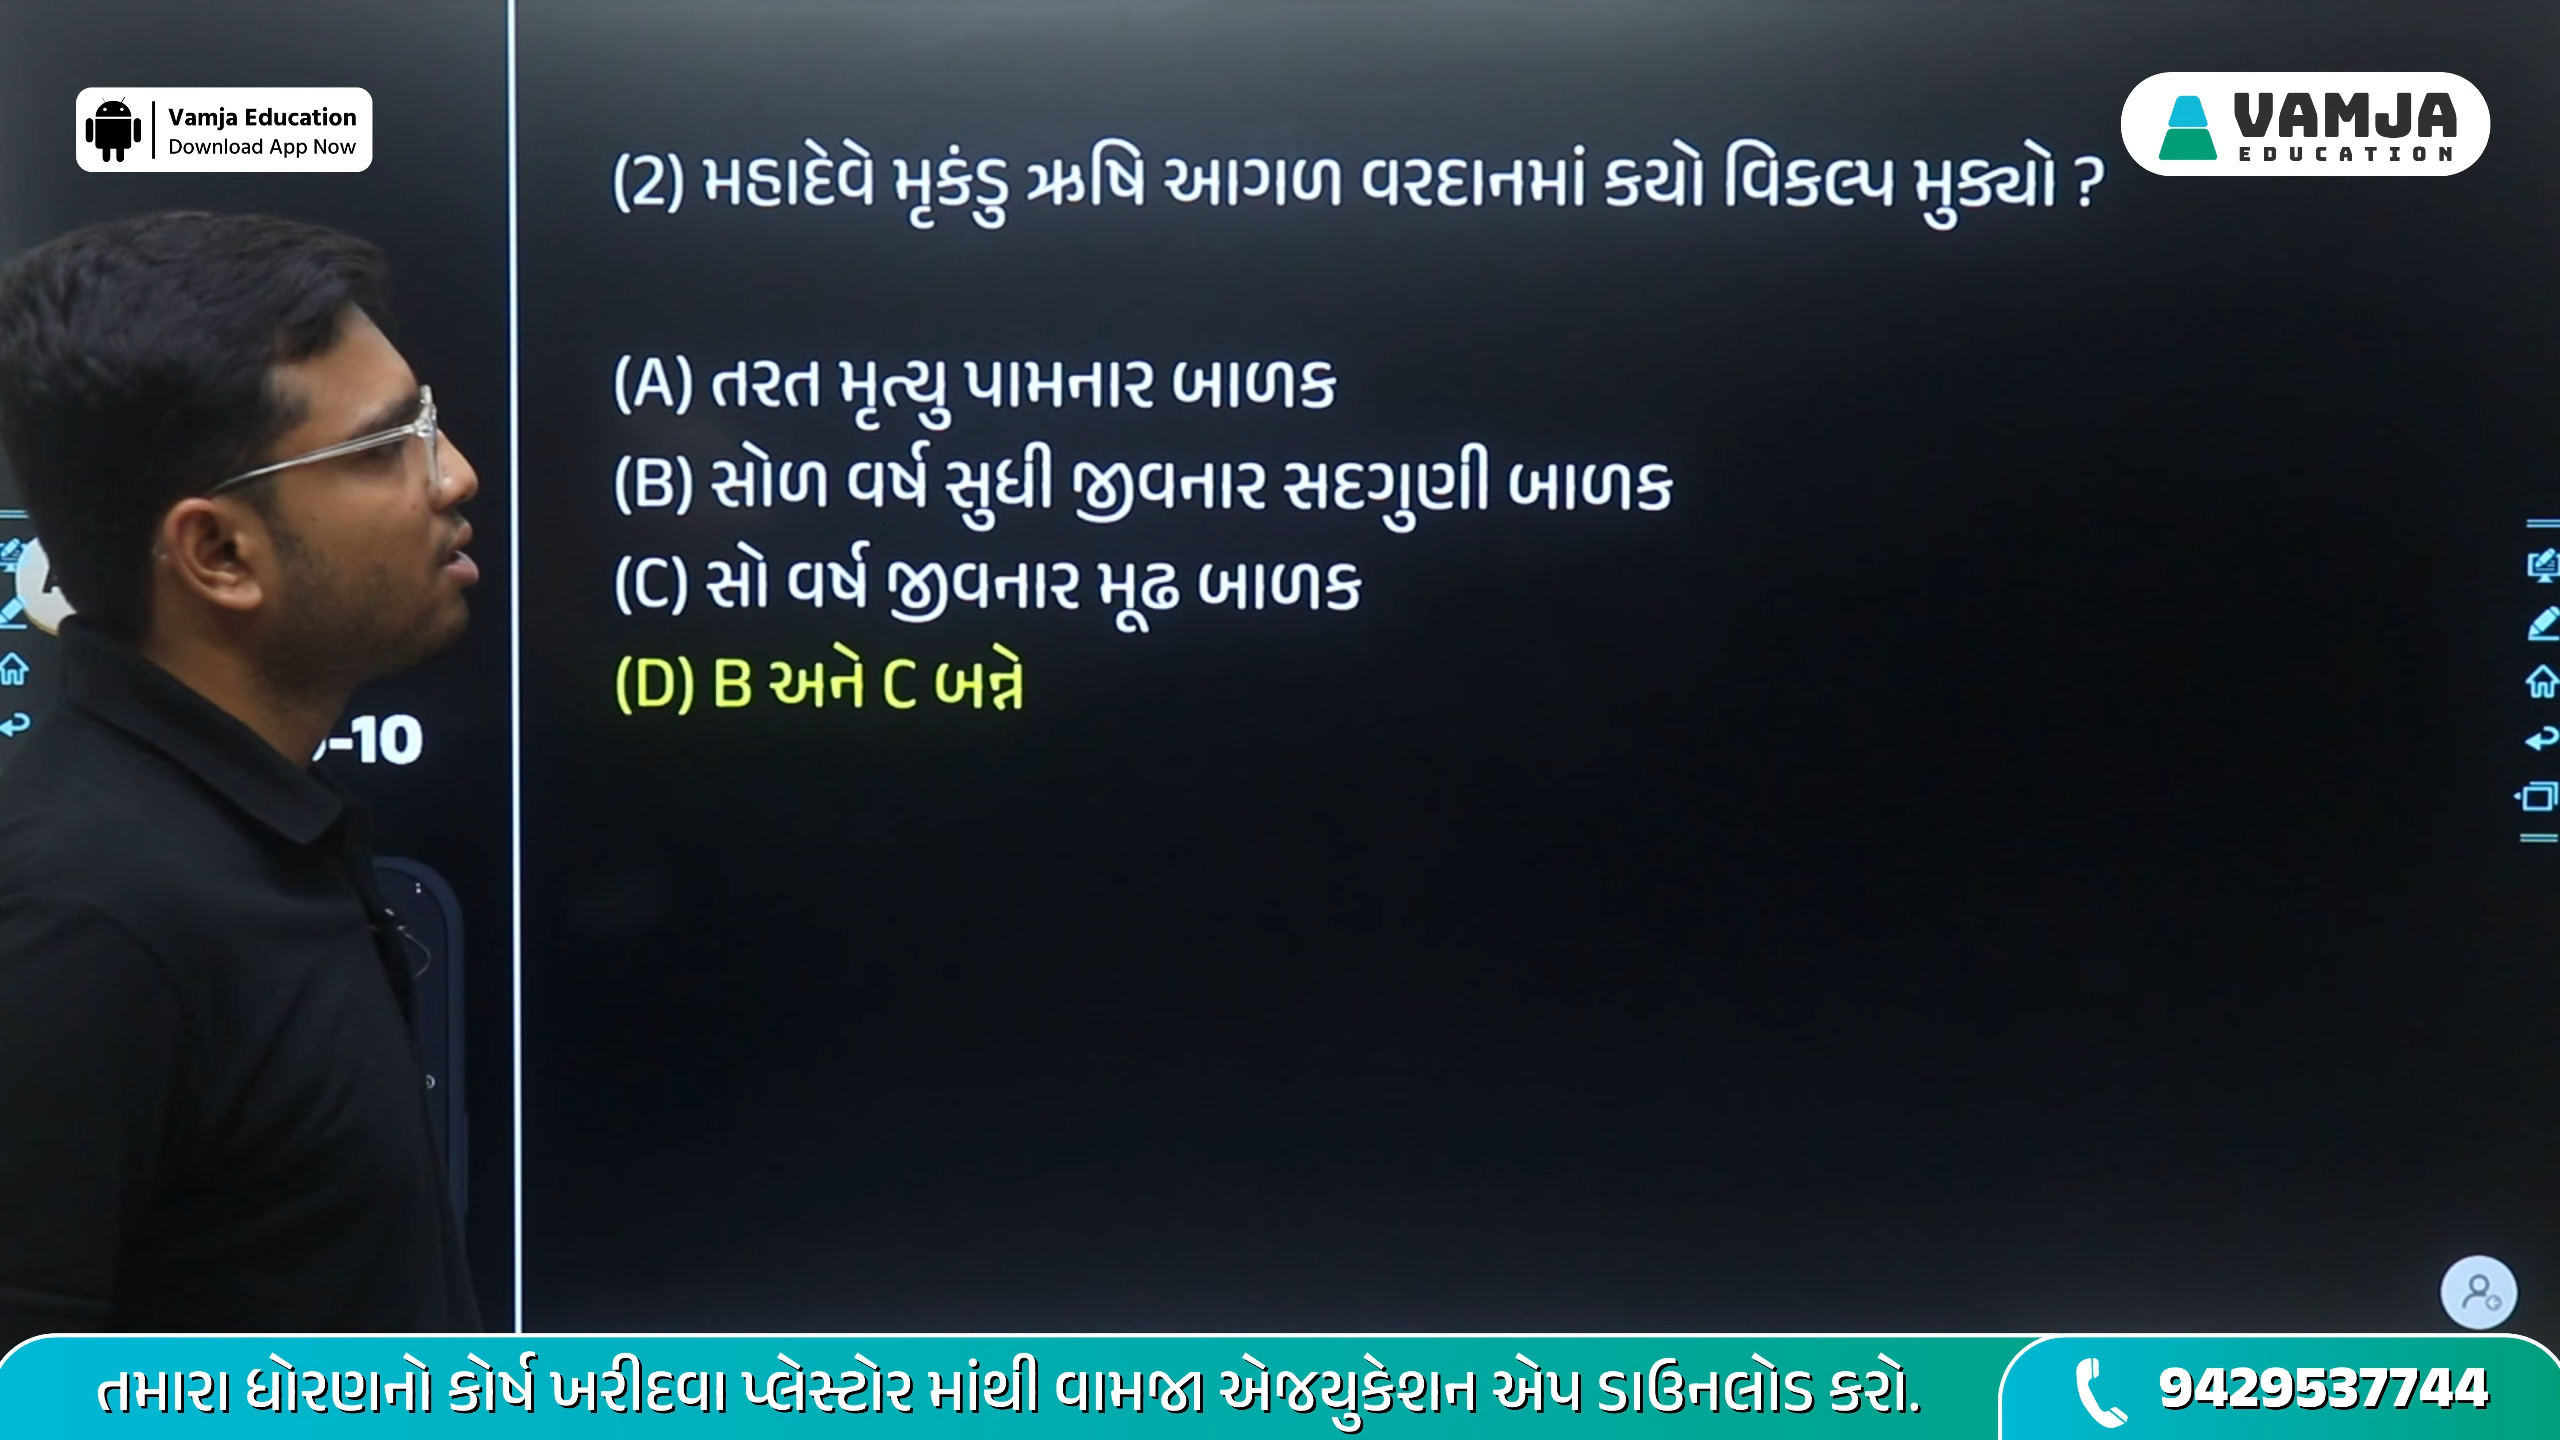 Vamja Education
Download App Now
VAMJA
EDUCATION
(2) મહાદેવે મૃકંડુ ઋષિ આગળ વરદાનમાં કયો વિકલ્પ મુક્યો ?
(A) તરત મૃત્યુ પામનાર બાળક
(B) સોળ વર્ષ સુધી જીવનાર સદગુણી બાળક
(C) સો વર્ષ જીવનાર મૂઢ બાળક
(D) B અને C બન્ને
-10
તમારા ધોરણનો કોર્ષ ખરીદવા પ્લેસ્ટોર માંથી વામજા એજયુકેશન એપ ડાઉનલોડ કરો.
9429537744